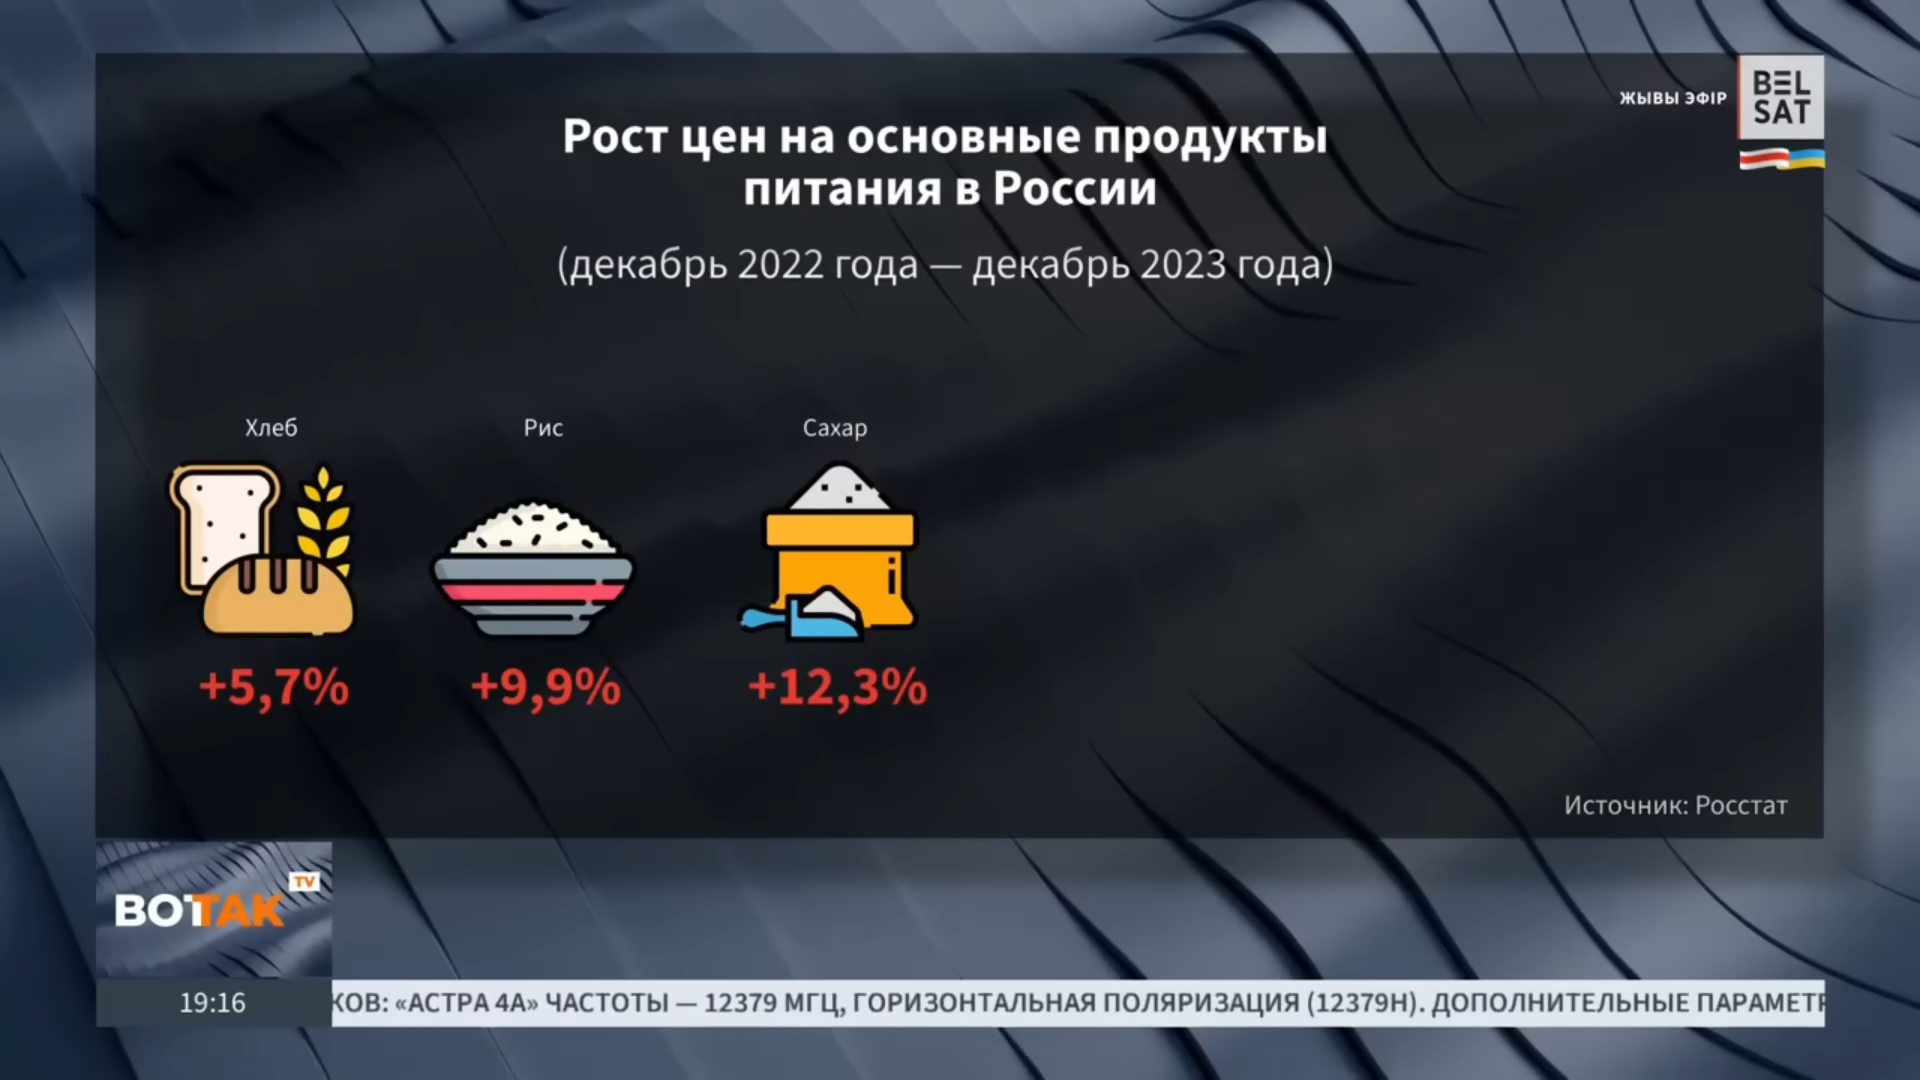 ЖЫВЫ ЭФІР
BEL
SAT
Рост цен на основные продукты
питания в России
(декабрь 2022 года — декабрь 2023 года)
Хлеб
Рис
Сахар
+5,7%
+9,9%
+12,3%
Источник: Росстат
ВОТТАК
TV
19:16
КОВ: «АСТРА 4А» ЧАСТОТЫ — 12379 МГЦ, ГОРИЗОНТАЛЬНАЯ ПОЛЯРИЗАЦИЯ (12379H). ДОПОЛНИТЕЛЬНЫЕ ПАРАМЕТР